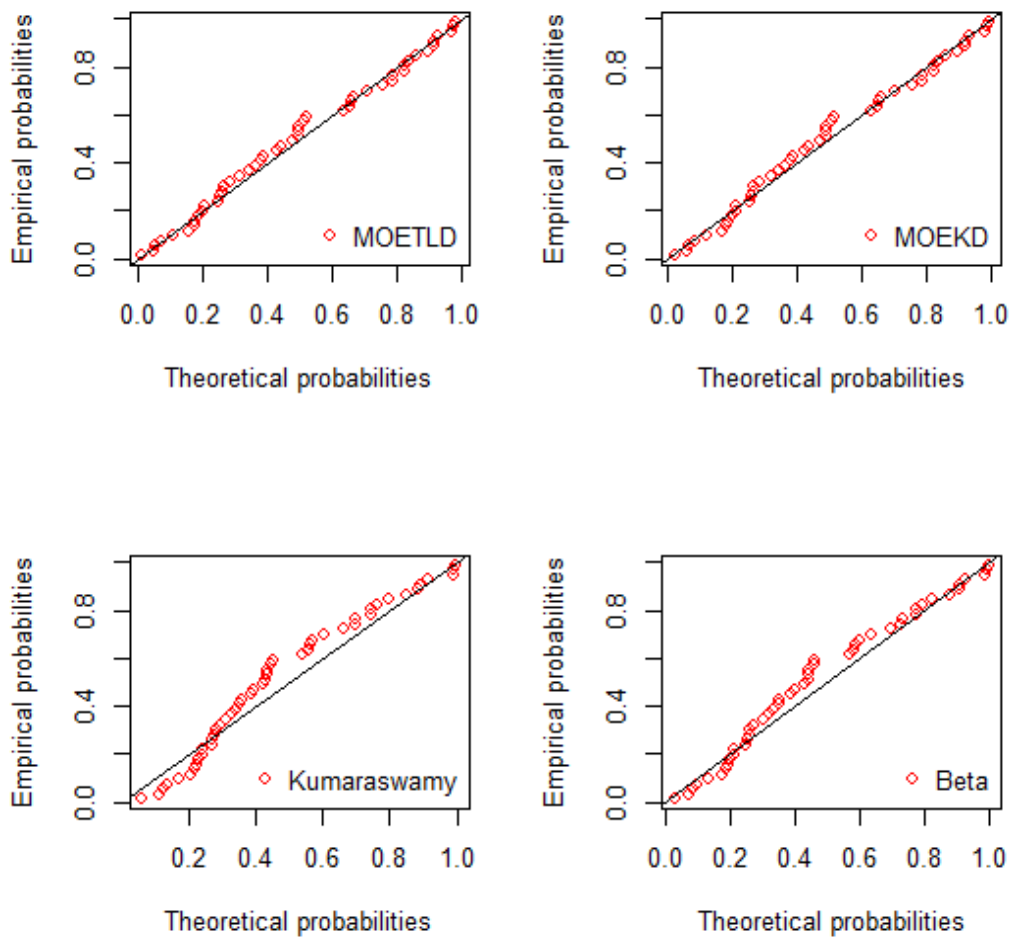 Empirical probabilities
0.0 0.4 0.8
MOETLD
0.0 0.2 0.4 0.6 0.8 1.0
Theoretical probabilities
Empirical probabilities
0.0 0.4 0.8
MOEKD
0.0 0.2 0.4 0.6 0.8 1.0
Theoretical probabilities
Empirical probabilities
0.0 0.4 0.8
Kumaraswamy
0.2 0.4 0.6 0.8 1.0
Theoretical probabilities
Empirical probabilities
0.0 0.4 0.8
Beta
0.0 0.2 0.4 0.6 0.8 1.0
Theoretical probabilities